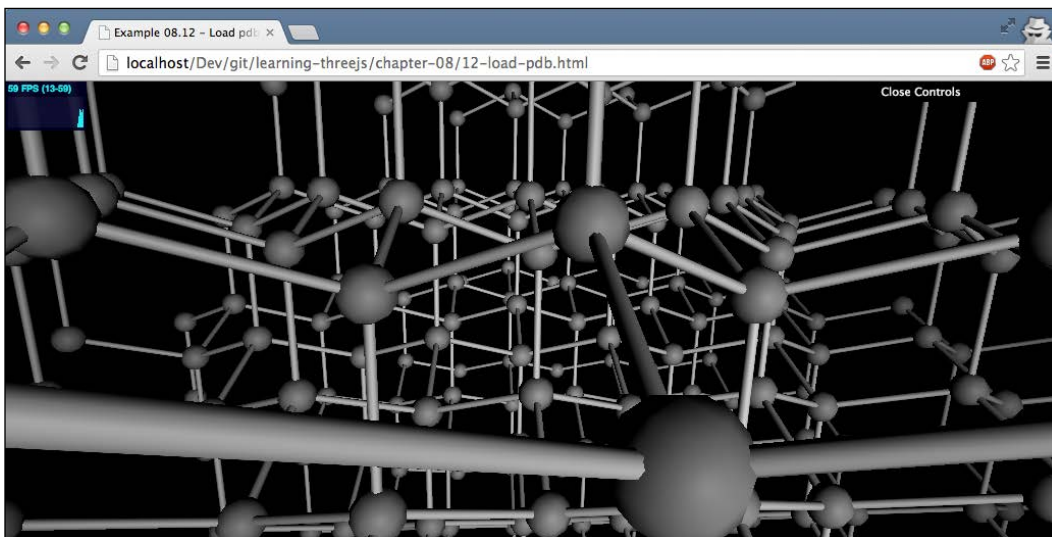 Example 08.12 - Load pdb
localhost/Dev/git/learning-threejs/chapter-08/12-load-pdb.html
ABP
59 FPS (13-59)
Close Controls